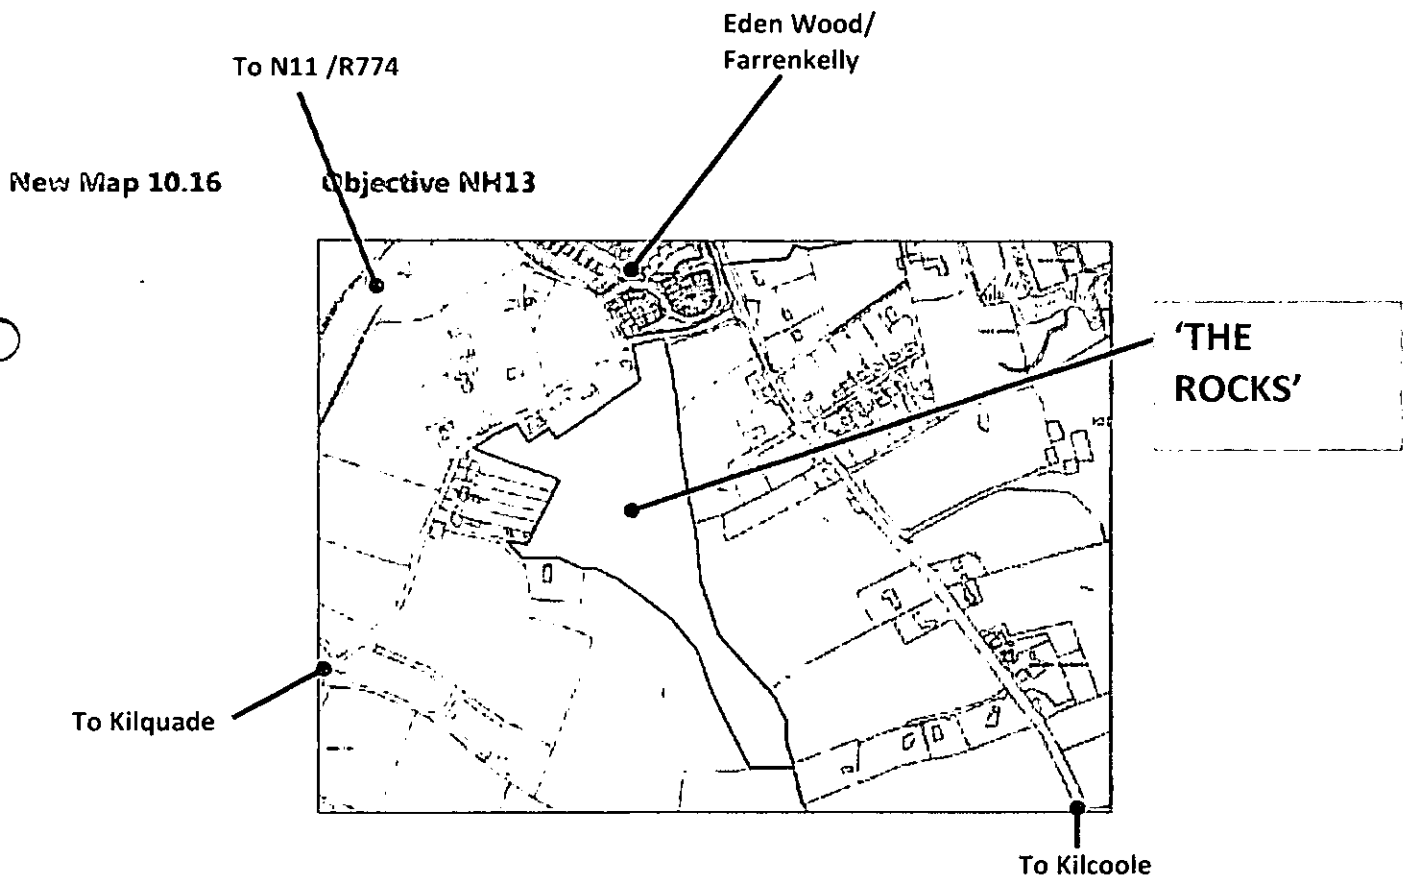 Eden Wood/
Farrenkelly
To N11 /R774
New Map 10.16 Objective NH13
'THE
ROCKS'
To Kilquade
To Kilcoole